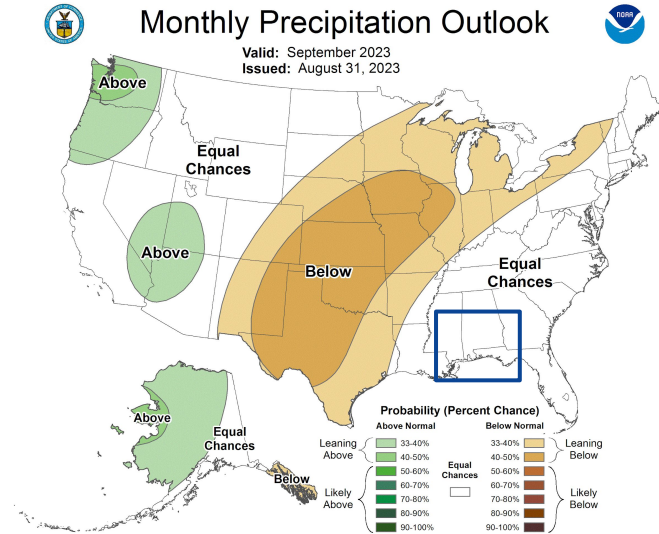 Monthly Precipitation Outlook
NOAA
Valid: September 2023
Issued: August 31, 2023
Above
Equal
Chances
Above
Below
Equal
Chances
Above
Equal
Chances
Below
Probability (Percent Chance)
Above Normal
Below Normal
Leaning
Above
33-40%
40-50%
50-60%
60-70%
70-80%
80-90%
90-100%
Likely
Above
Equal
Chances
33-40%
40-50%
50-60%
60-70%
70-80%
80-90%
90-100%
Leaning
Below
Likely
Below